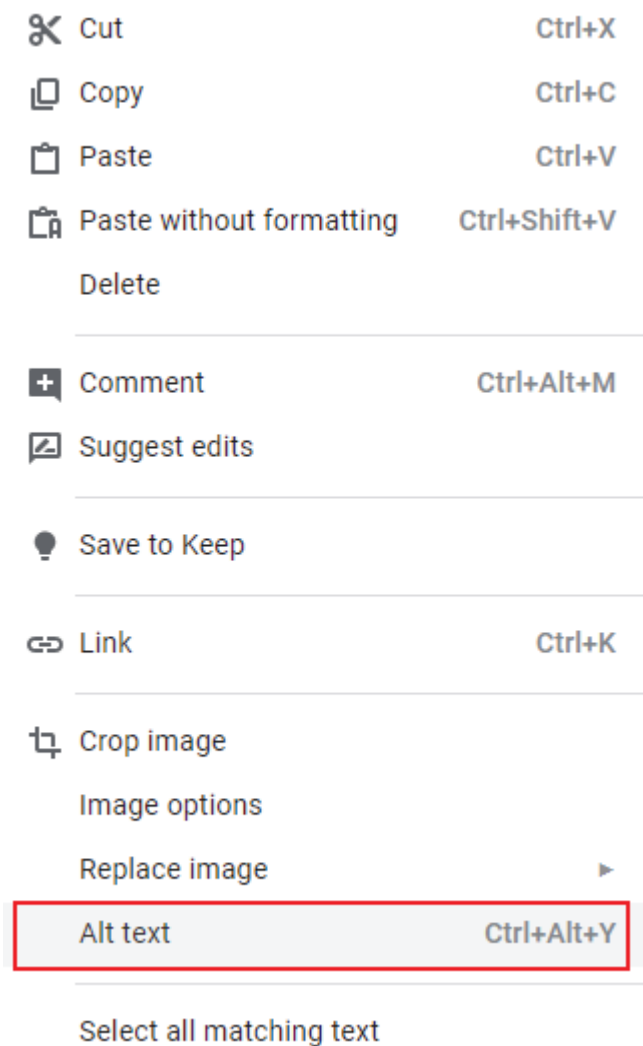 Cut Ctrl+X
Copy Ctrl+C
Paste Ctrl+V
Paste without formatting Ctrl+Shift+V
Delete
Comment Ctrl+Alt+M
Suggest edits
Save to Keep
Link Ctrl+K
Crop image
Image options
Replace image
Alt text Ctrl+Alt+Y
Select all matching text